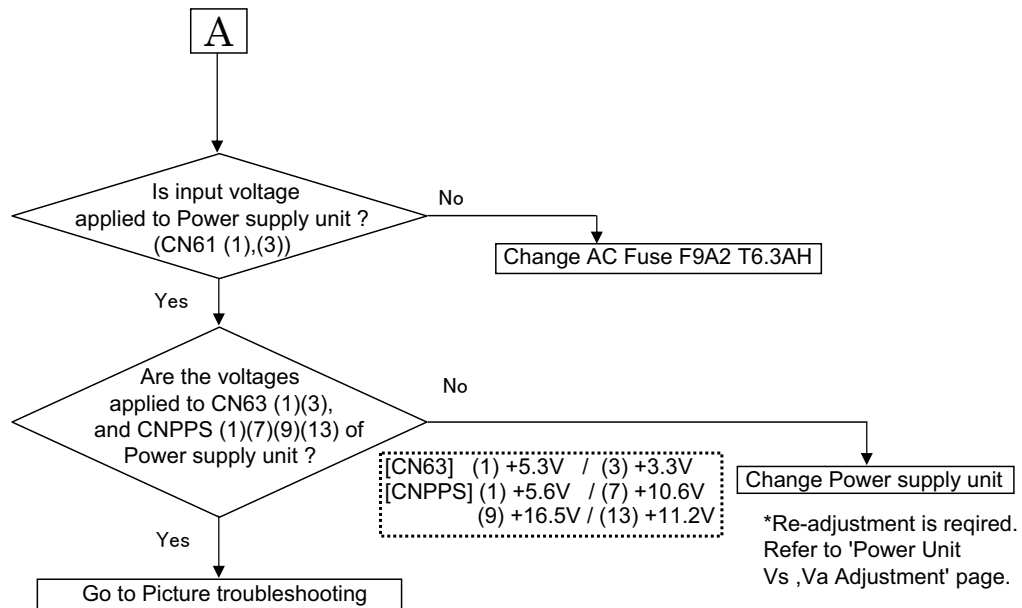 A
Is input voltage
applied to Power supply unit ?
(CN61 (1),(3))
No
Change AC Fuse F9A2 T6.3AH
Yes
Are the voltages
applied to CN63 (1)(3),
and CNPPS (1)(7)(9)(13) of
Power supply unit ?
No
[CN63] (1) +5.3V / (3) +3.3V
[CNPPS] (1) +5.6V / (7) +10.6V
(9) +16.5V / (13) +11.2V
Change Power supply unit
*Re-adjustment is reqired.
Refer to 'Power Unit
Vs ,Va Adjustment' page.
Yes
Go to Picture troubleshooting